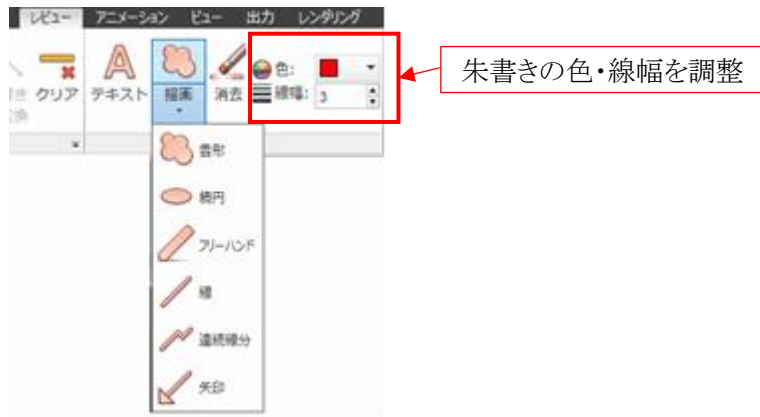 レビュー アニメーション ビュー 出力 レンダリング
クリア テキスト 描画 消去
色:
線幅: 3
朱書きの色・線幅を調整
雲形
楕円
フリーハンド
線
連続線分
矢印